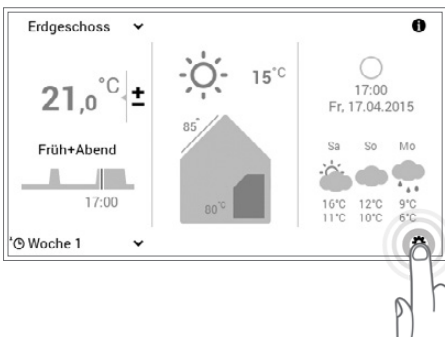 Erdgeschoss
21,0 °C ±
Früh+Abend
17:00
Woche 1
15°C
85°
80°C
17:00
Fr, 17.04.2015
Sa So Mo
16°C 12°C 9°C
11°C 10°C 6°C